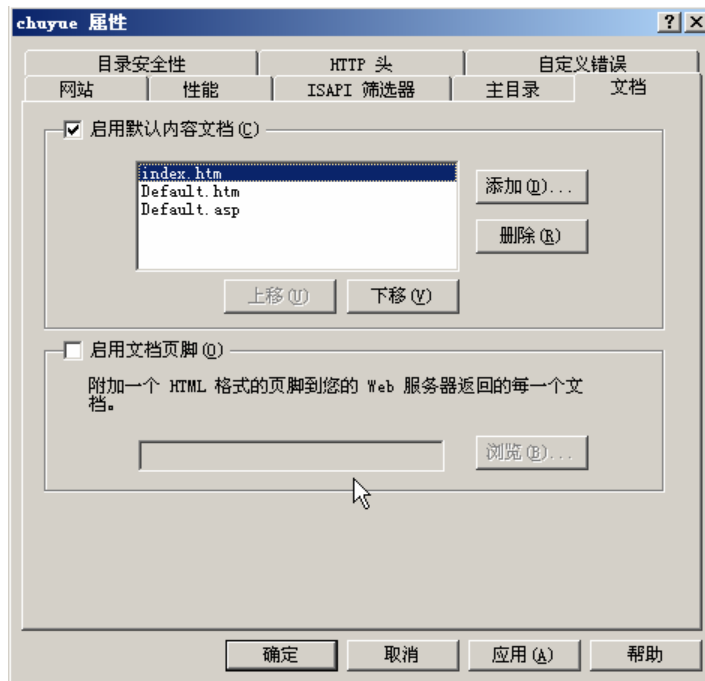 chuyue 属性
目录安全性 HTTP 头 自定义错误
网站 性能 ISAPI 筛选器 主目录 文档
启用默认内容文档(C)
index.htm
Default.htm
Default.asp
添加(D)...
删除(R)
上移(U) 下移(V)
启用文档页脚(O)
附加一个 HTML 格式的页脚到您的 Web 服务器返回的每一个文
档。
浏览(B)...
确定 取消 应用(A) 帮助